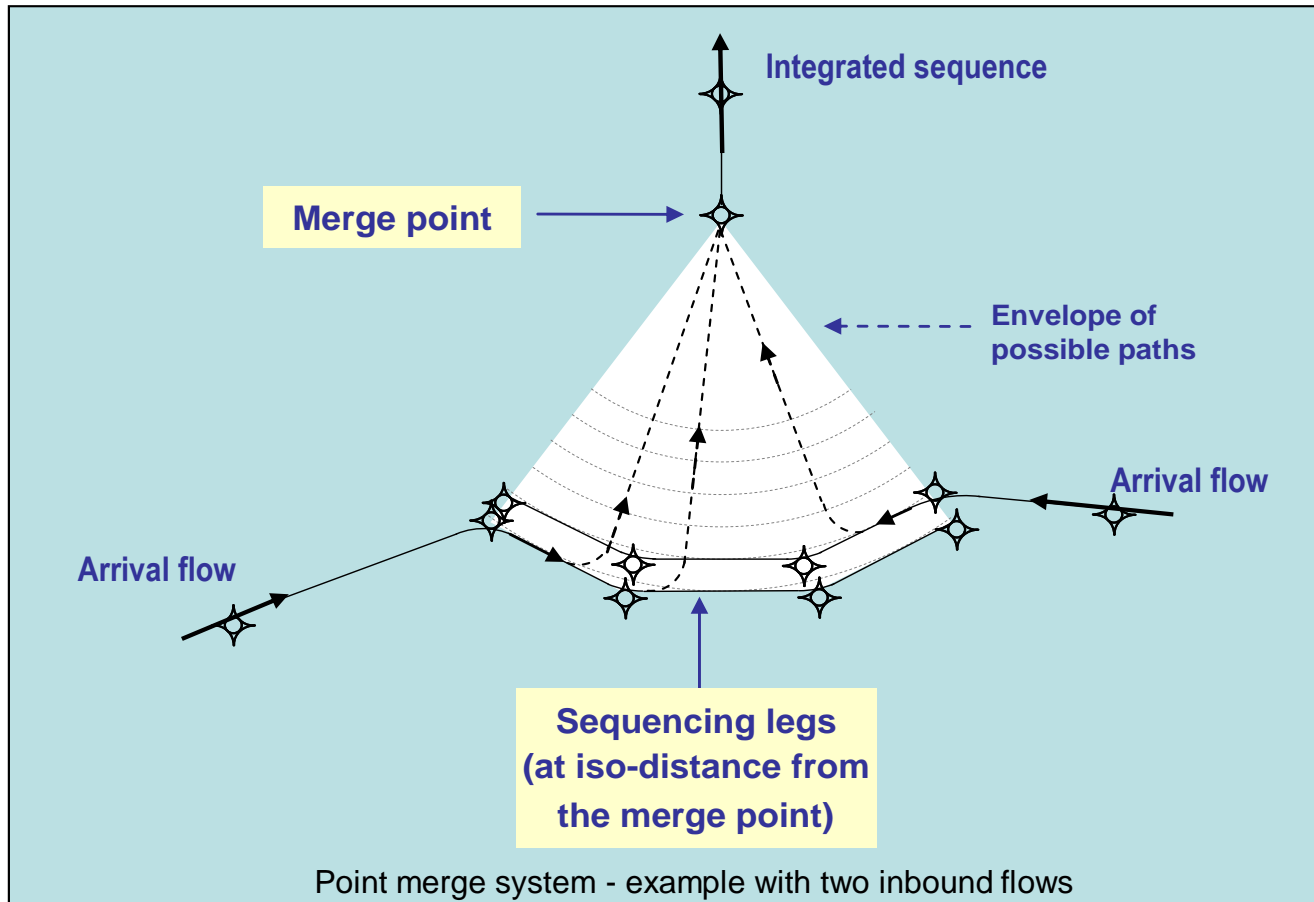 Integrated sequence
Merge point
Envelope of
possible paths
Arrival flow
Arrival flow
Sequencing legs
(at iso-distance from
the merge point)
Point merge system - example with two inbound flows